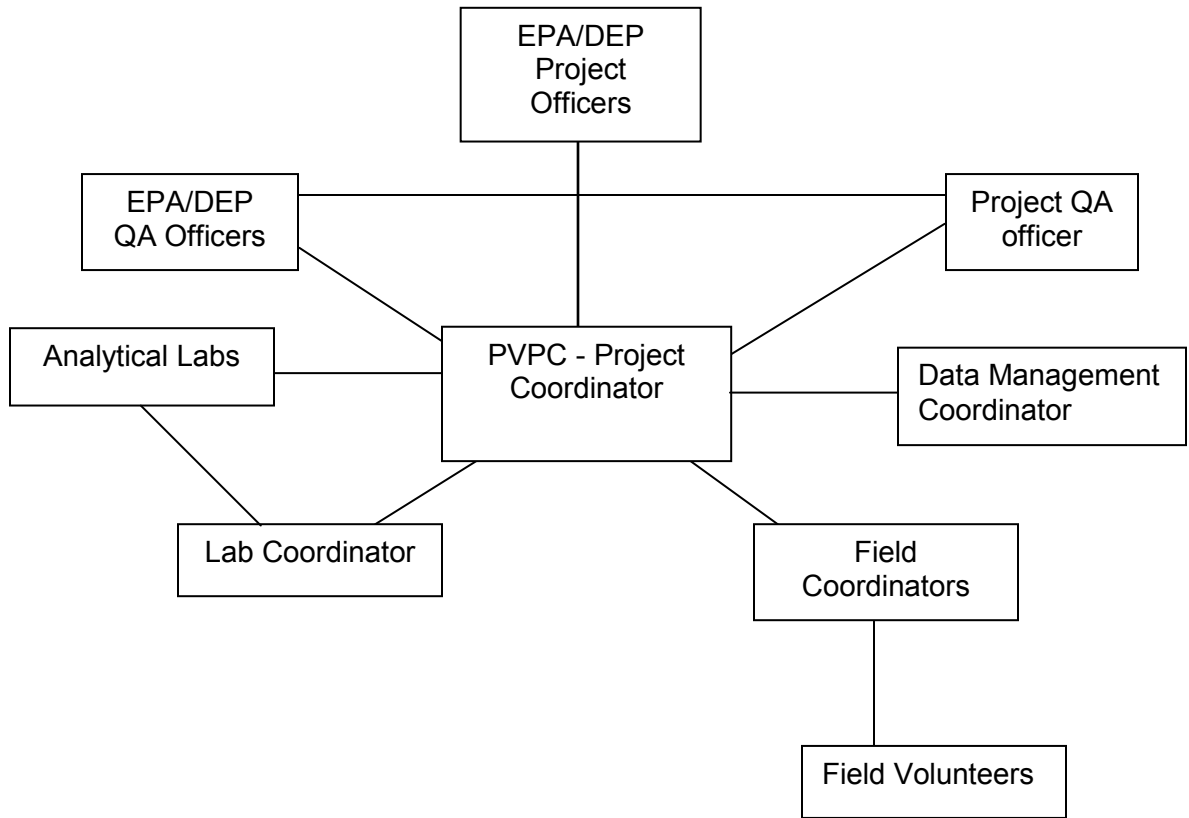 EPA/DEP
Project
Officers
EPA/DEP
QA Officers
Project QA
officer
Analytical Labs
PVPC - Project
Coordinator
Data Management
Coordinator
Lab Coordinator
Field
Coordinators
Field Volunteers